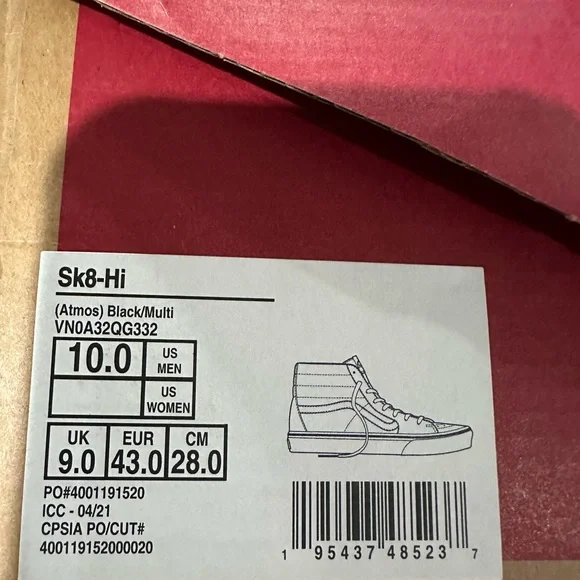 Sk8-Hi
(Atmos) Black/Multi
VN0A32QG332
10.0 US MEN
US WOMEN
UK EUR CM
9.0 43.0 28.0
PO#4001191520
ICC - 04/21
CPSIA PO/CUT#
400119152000020
1 95437 48523 7